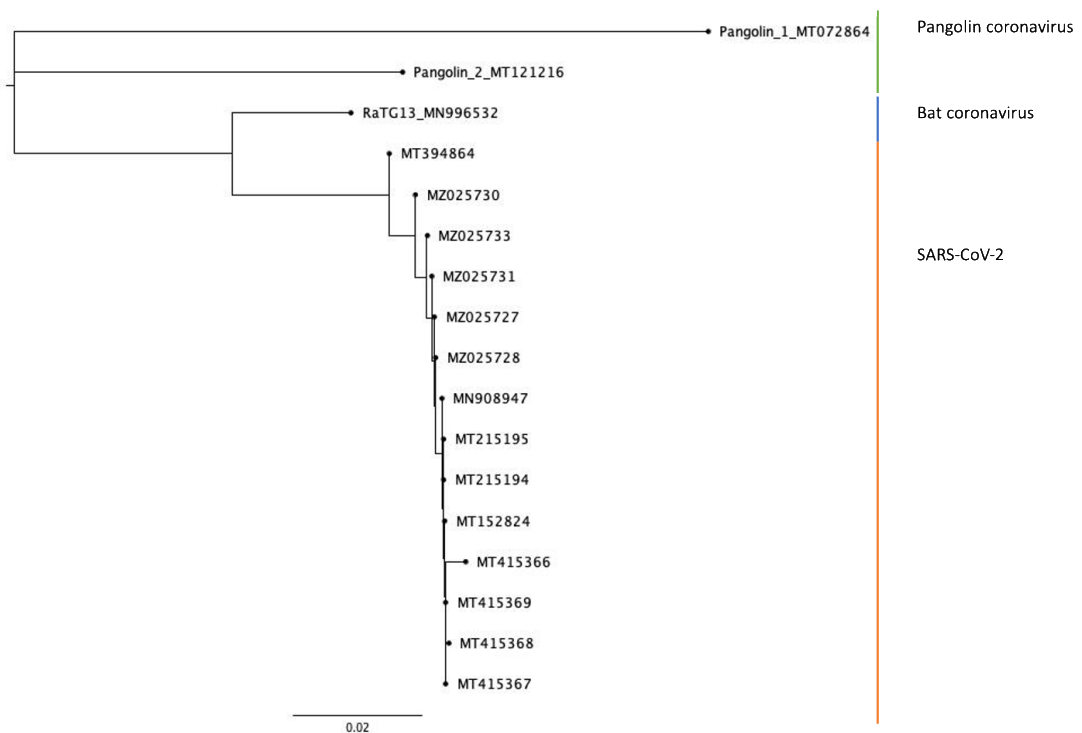 Pangolin_1_MT072864
Pangolin coronavirus
Pangolin_2_MT121216
RaTG13_MN996532
Bat coronavirus
MT394864
MZ025730
MZ025733
SARS-CoV-2
MZ025731
MZ025727
MZ025728
MN908947
MT215195
MT215194
MT152824
MT415366
MT415369
MT415368
MT415367
0.02